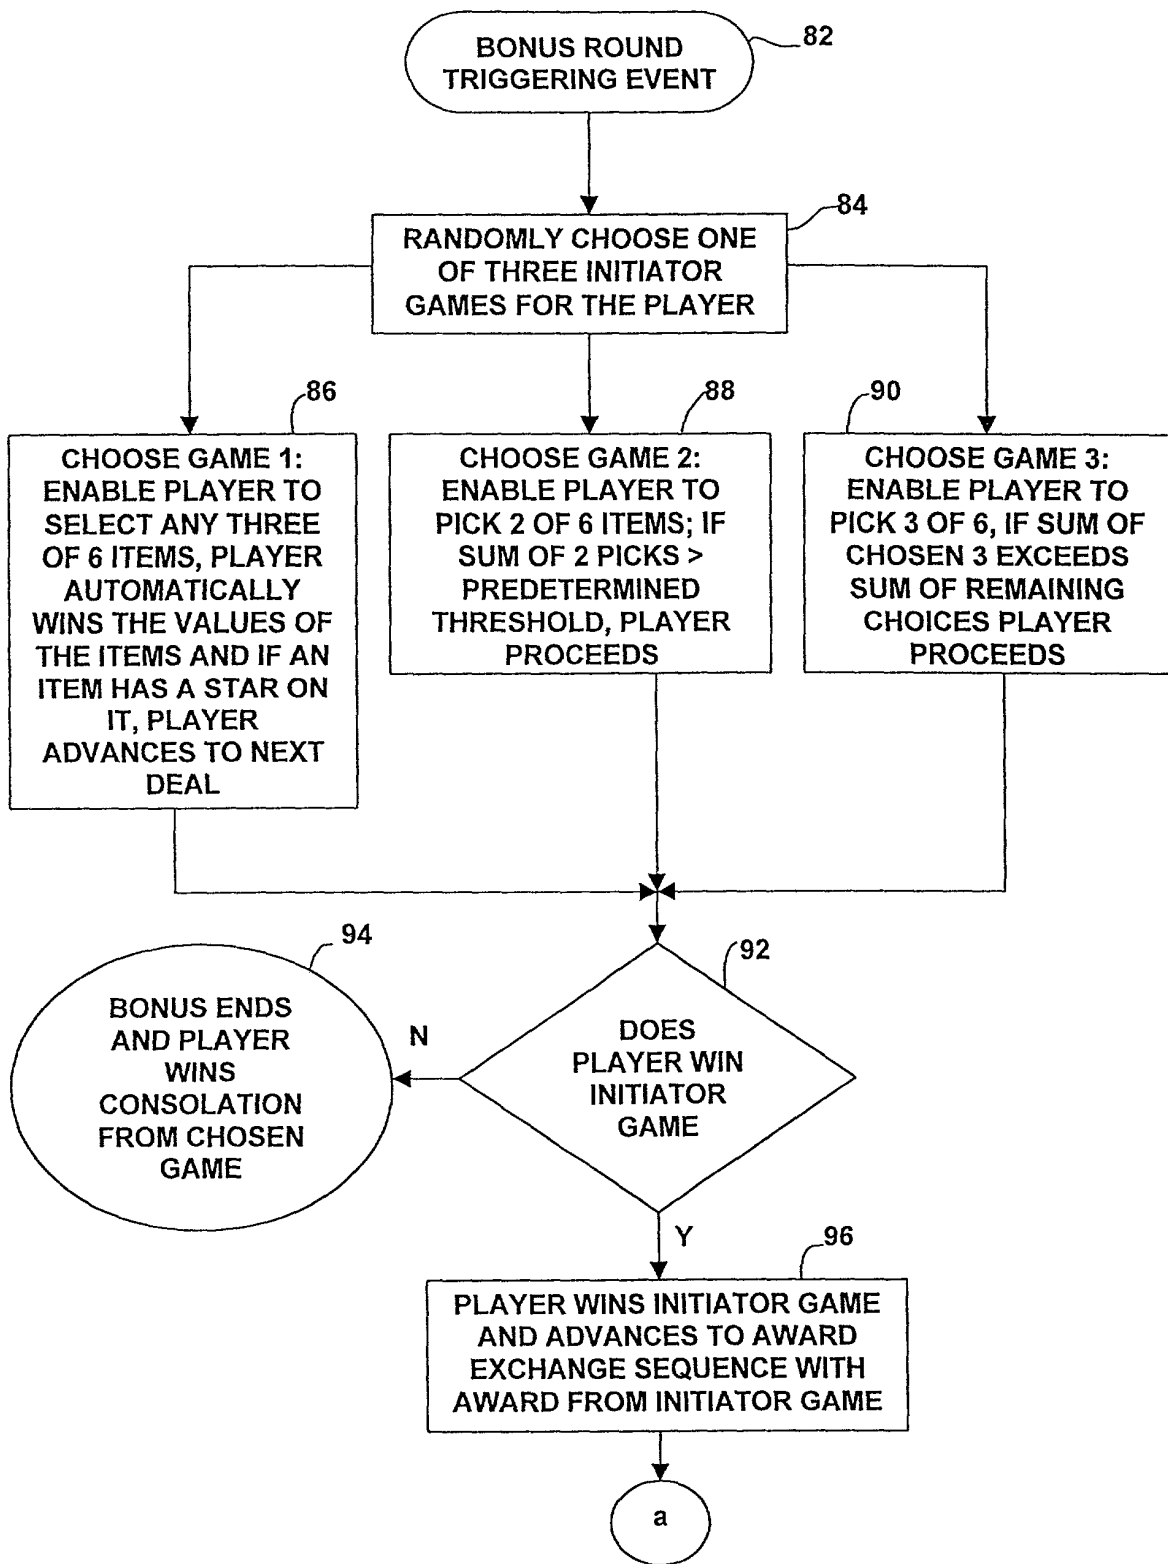 BONUS ROUND
TRIGGERING EVENT
82
84
RANDOMLY CHOOSE ONE
OF THREE INITIATOR
GAMES FOR THE PLAYER
86
CHOOSE GAME 1:
ENABLE PLAYER TO
SELECT ANY THREE
OF 6 ITEMS, PLAYER
AUTOMATICALLY
WINS THE VALUES OF
THE ITEMS AND IF AN
ITEM HAS A STAR ON
IT, PLAYER
ADVANCES TO NEXT
DEAL
88
CHOOSE GAME 2:
ENABLE PLAYER TO
PICK 2 OF 6 ITEMS; IF
SUM OF 2 PICKS >
PREDETERMINED
THRESHOLD, PLAYER
PROCEEDS
90
CHOOSE GAME 3:
ENABLE PLAYER TO
PICK 3 OF 6, IF SUM OF
CHOSEN 3 EXCEEDS
SUM OF REMAINING
CHOICES PLAYER
PROCEEDS
92
DOES
PLAYER WIN
INITIATOR
GAME
N
94
BONUS ENDS
AND PLAYER
WINS
CONSOLATION
FROM CHOSEN
GAME
Y
96
PLAYER WINS INITIATOR GAME
AND ADVANCES TO AWARD
EXCHANGE SEQUENCE WITH
AWARD FROM INITIATOR GAME
a